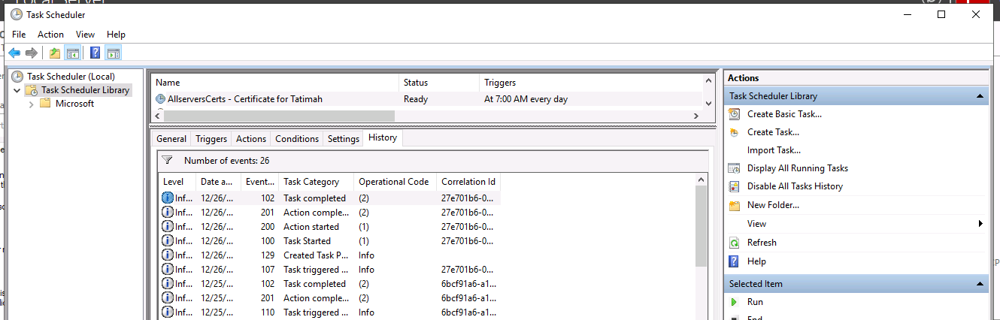 Task Scheduler
File Action View Help
Task Scheduler (Local)
Task Scheduler Library
Microsoft
Name Status Triggers
AllserversCerts - Certificate for Tatimah Ready At 7:00 AM every day
General Triggers Actions Conditions Settings History
Number of events: 26
Level Date a... Event... Task Category Operational Code Correlation Id
Inf... 12/26/... 102 Task completed (2) 27e701b6-0...
Inf... 12/26/... 201 Action comple... (2) 27e701b6-0...
Inf... 12/26/... 200 Action started (1) 27e701b6-0...
Inf... 12/26/... 100 Task Started (1) 27e701b6-0...
Inf... 12/26/... 129 Created Task P... Info
Inf... 12/26/... 107 Task triggered ... Info 27e701b6-0...
Inf... 12/25/... 102 Task completed (2) 6bcf91a6-a1...
Inf... 12/25/... 201 Action comple... (2) 6bcf91a6-a1...
Inf... 12/25/... 110 Task triggered ... Info 6bcf91a6-a1...
Actions
Task Scheduler Library
Create Basic Task...
Create Task...
Import Task...
Display All Running Tasks
Disable All Tasks History
New Folder...
View
Refresh
Help
Selected Item
Run
End